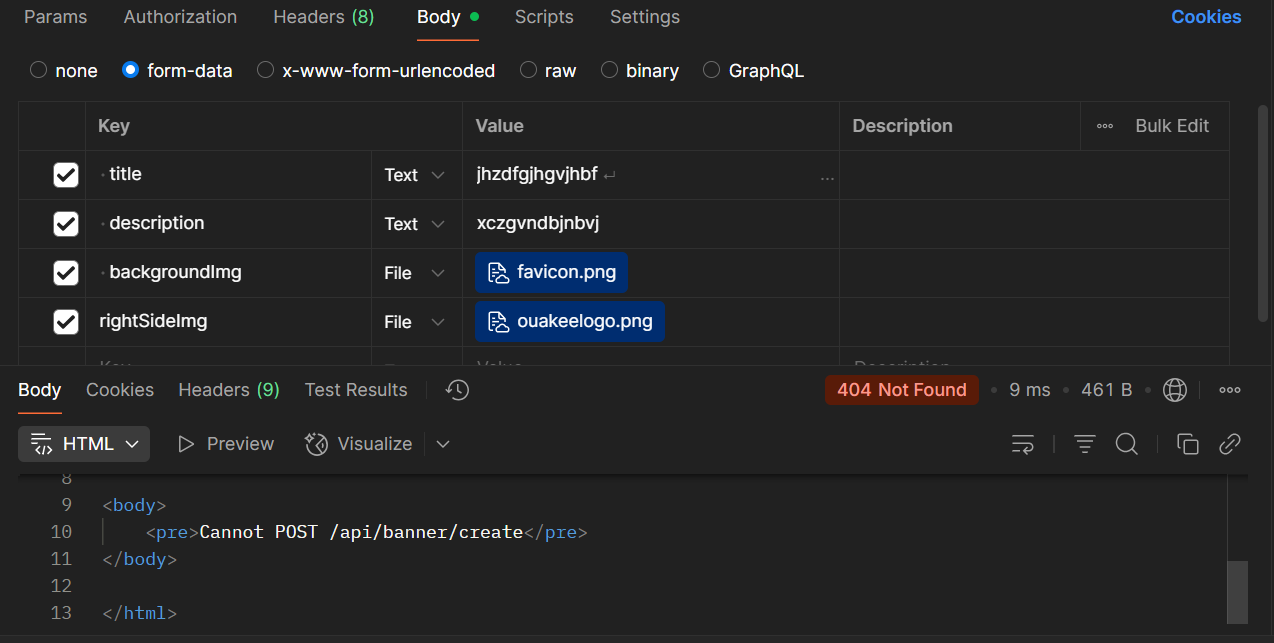 Params Authorization Headers (8) Body Scripts Settings Cookies
none form-data x-www-form-urlencoded raw binary GraphQL
Key Value Description ... Bulk Edit
title Text jhzdfgjhgvjhbf ↵ ...
description Text xczgvndbjnbvj
backgroundImg File favicon.png
rightSideImg File ouakeelogo.png
Key Value Description
Body Cookies Headers (9) Test Results 404 Not Found • 9 ms • 461 B •
HTML Preview Visualize
8
9 <body>
10 <pre>Cannot POST /api/banner/create</pre>
11 </body>
12
13 </html>